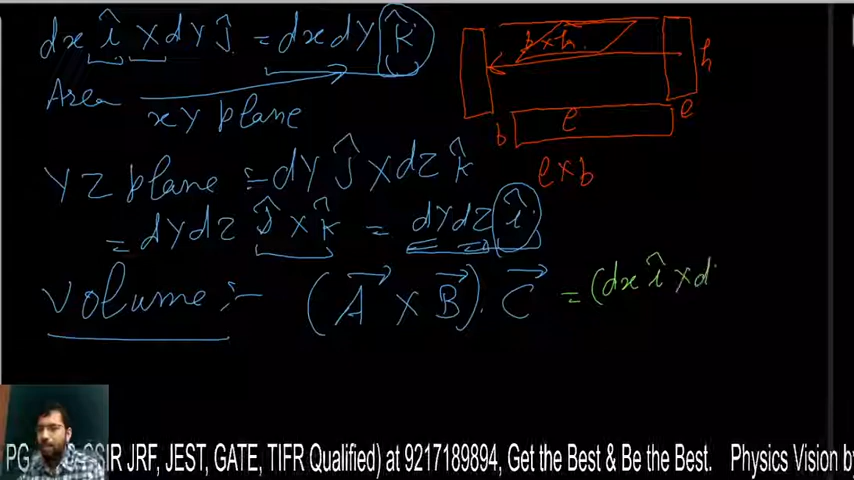 dx î × dy ĵ = dx dy k̂
Area
xy plane
b × h
h
l
b
l
l × b
YZ plane = dy ĵ × dz k̂
= dy dz ĵ × k̂ = dy dz î
Volume :- (A⃗ × B⃗). C⃗ = (dx î × d
PG
CSIR JRF, JEST, GATE, TIFR Qualified) at 9217189894, Get the Best & Be the Best. Physics Vision by